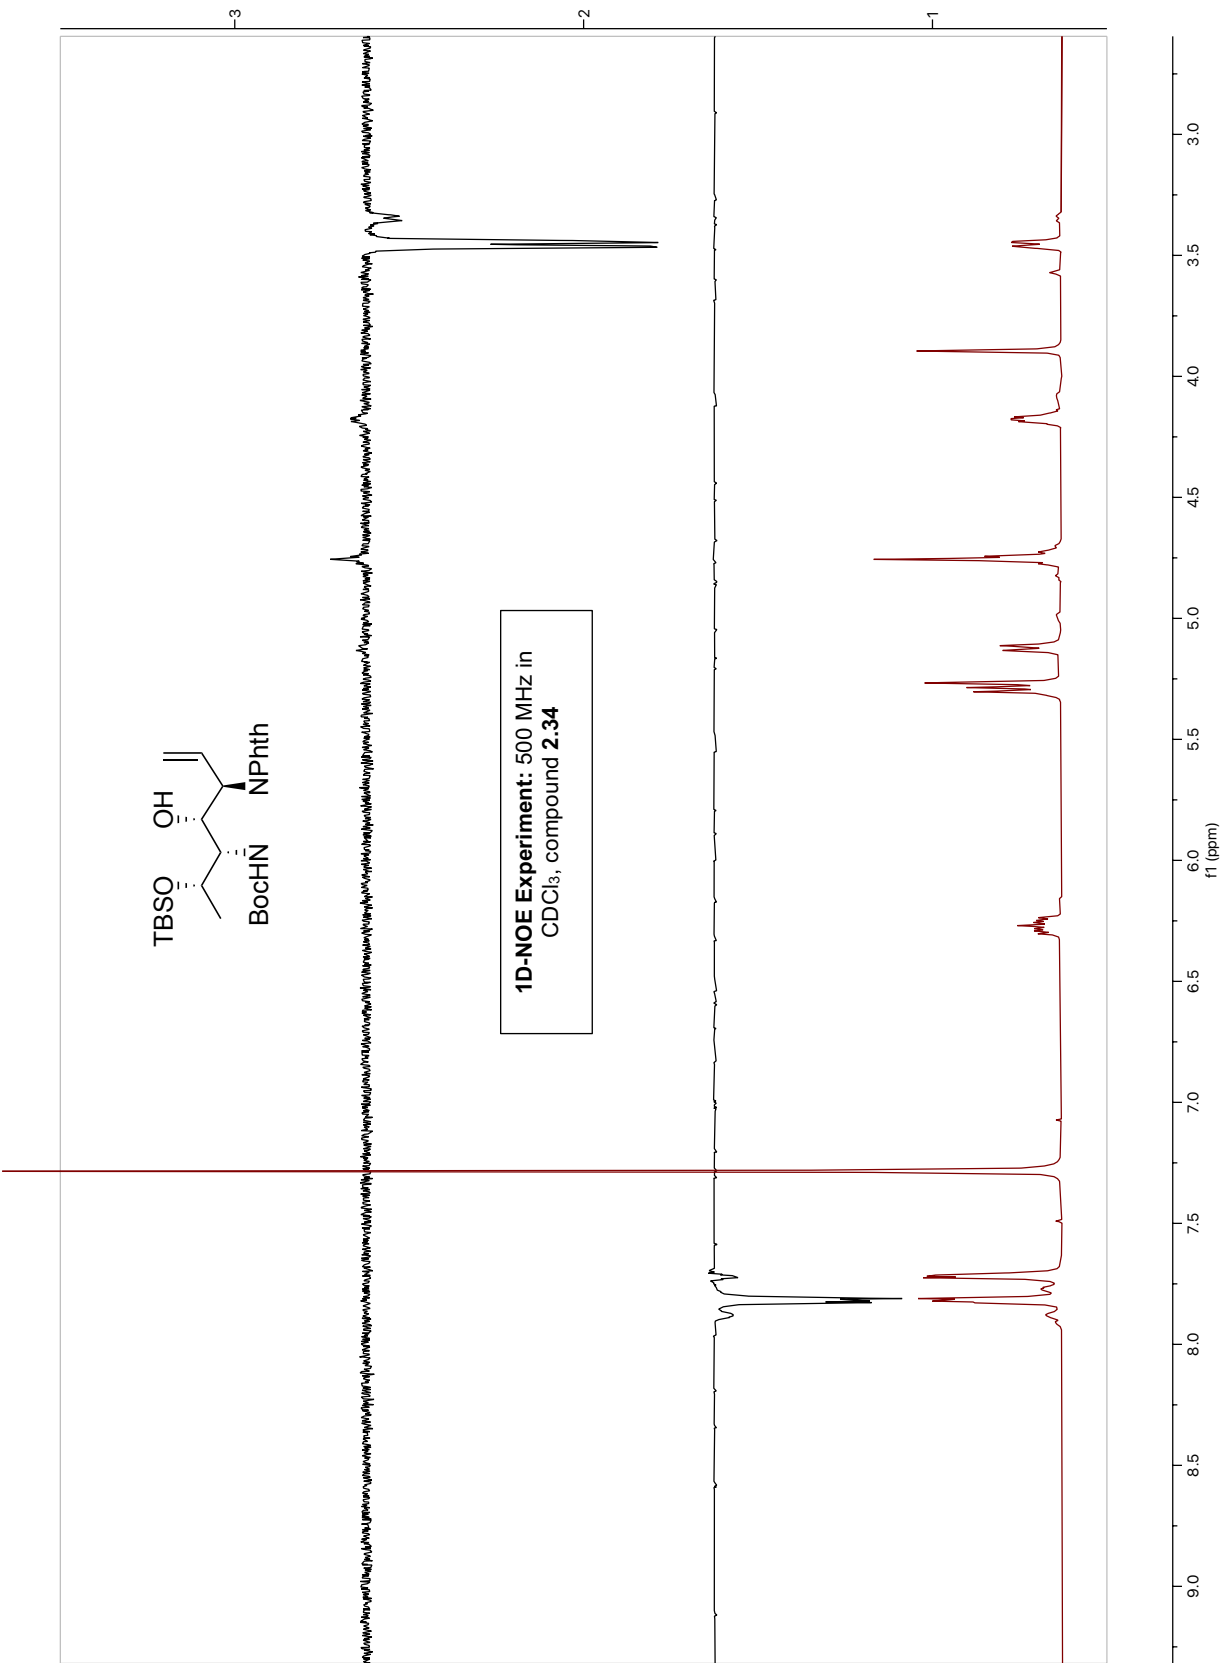 TBSO
OH
BocHN
NPhth
1D-NOE Experiment: 500 MHz in
CDCl₃, compound 2.34
3
2
1
9.0
8.5
8.0
7.5
7.0
6.5
6.0
5.5
5.0
4.5
4.0
3.5
3.0
f1 (ppm)